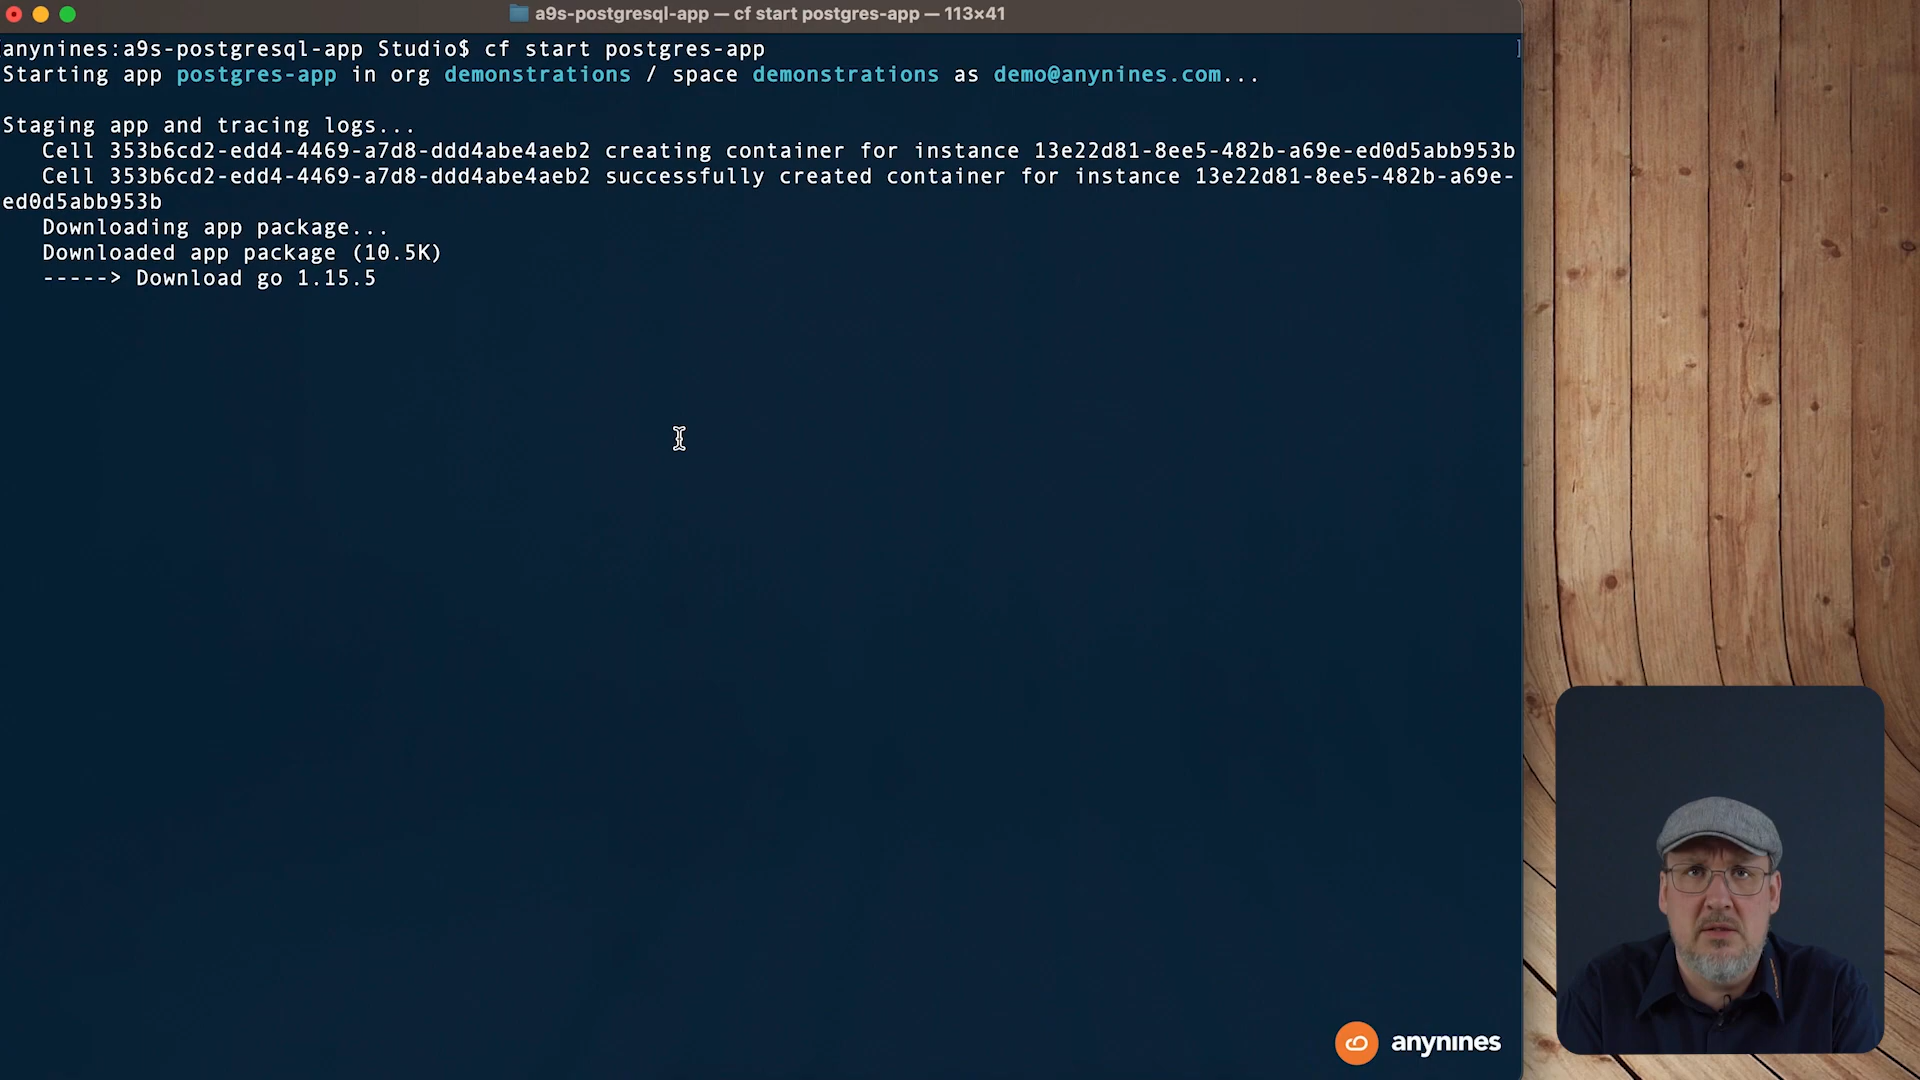 a9s-postgresql-app — cf start postgres-app — 113×41
anynines:a9s-postgresql-app Studio$ cf start postgres-app
Starting app postgres-app in org demonstrations / space demonstrations as demo@anynines.com...
Staging app and tracing logs...
Cell 353b6cd2-edd4-4469-a7d8-ddd4abe4aeb2 creating container for instance 13e22d81-8ee5-482b-a69e-ed0d5abb953b
Cell 353b6cd2-edd4-4469-a7d8-ddd4abe4aeb2 successfully created container for instance 13e22d81-8ee5-482b-a69e-
ed0d5abb953b
Downloading app package...
Downloaded app package (10.5K)
-----> Download go 1.15.5
anynines